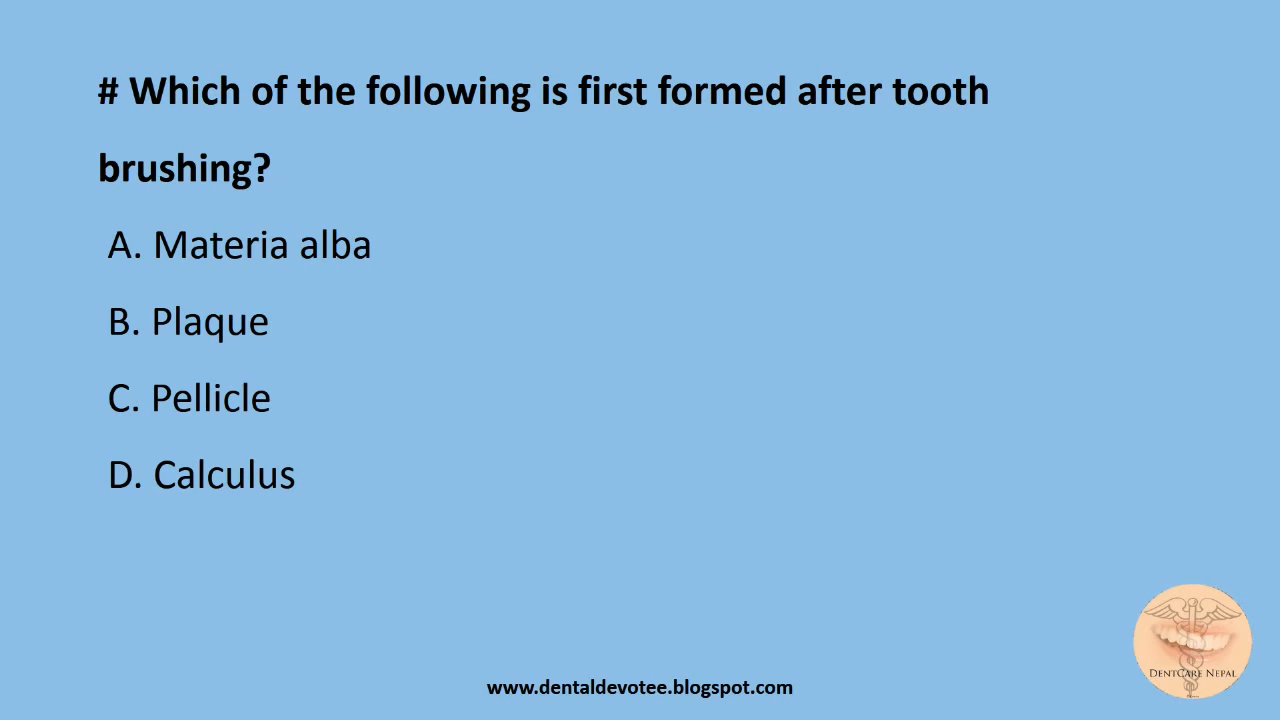 # Which of the following is first formed after tooth
brushing?
A. Materia alba
B. Plaque
C. Pellicle
D. Calculus
DENTCARE NEPAL
www.dentaldevotee.blogspot.com